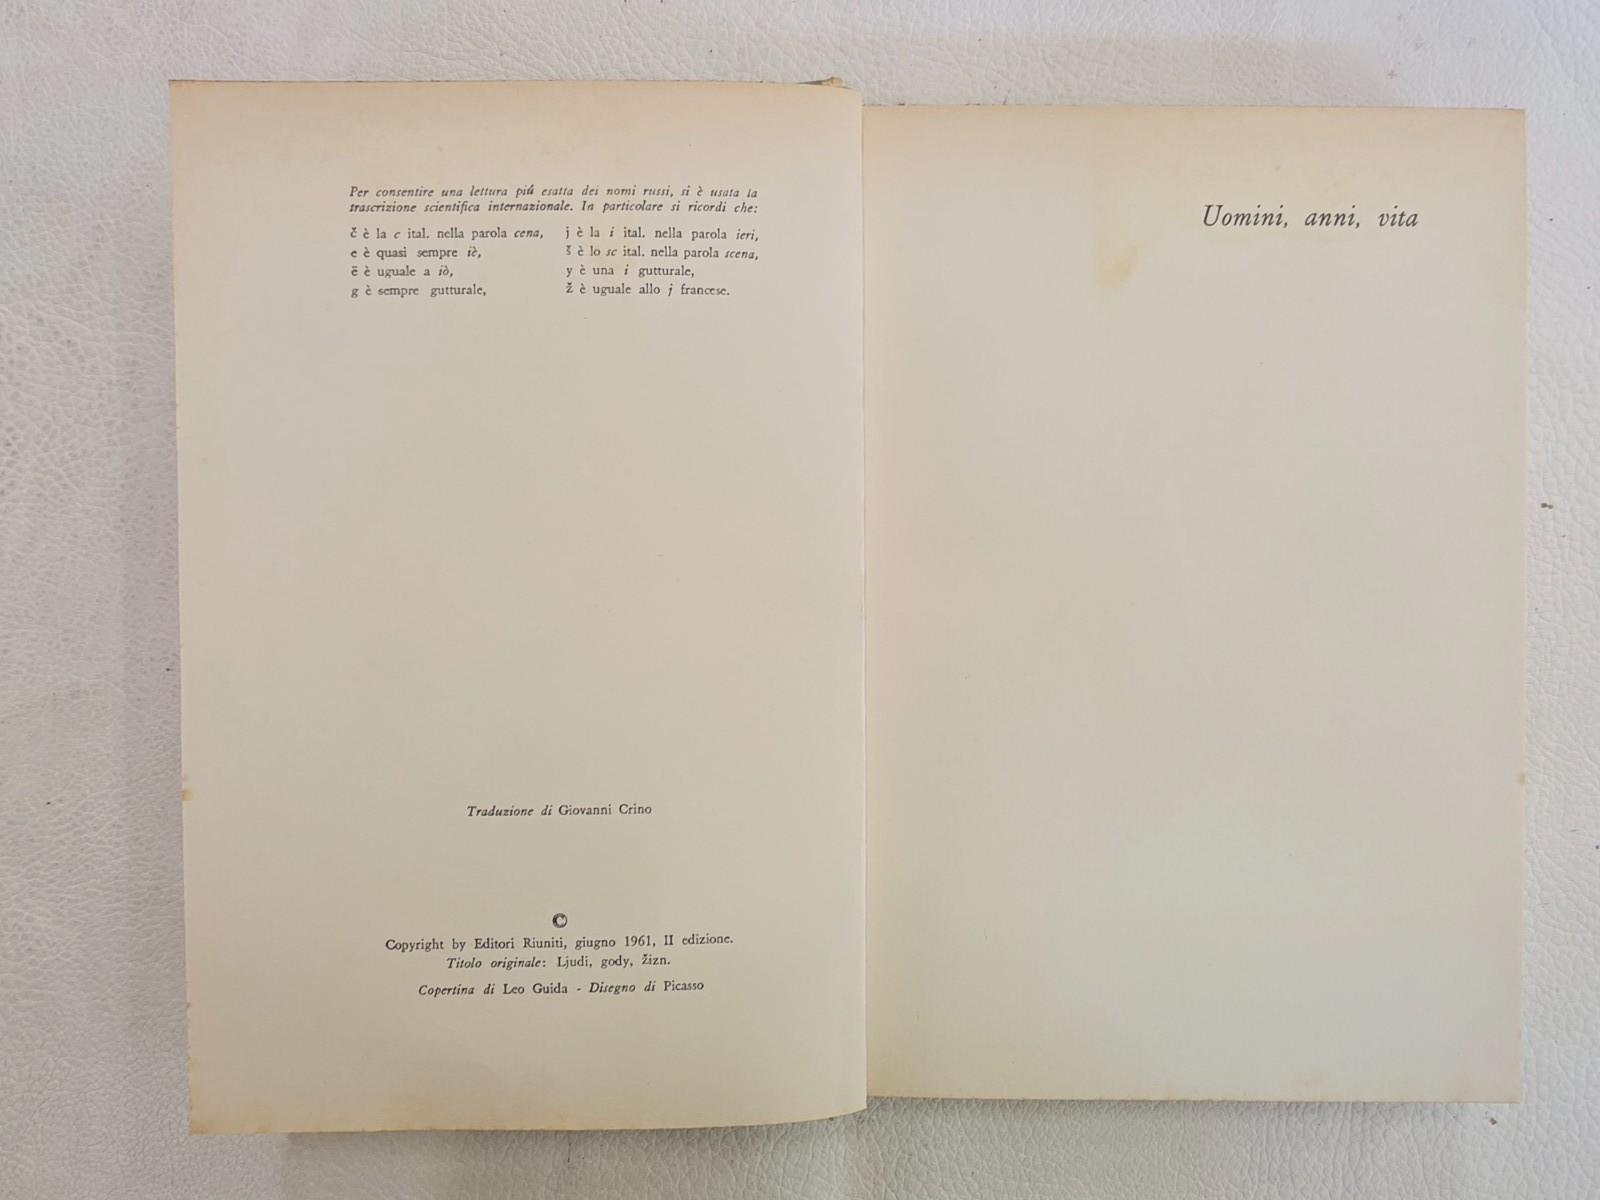 Per consentire una lettura piú esatta dei nomi russi, si è usata la
trascrizione scientifica internazionale. In particolare si ricordi che:
č è la c ital. nella parola cena,
e è quasi sempre iè,
ë è uguale a iò,
g è sempre gutturale,
j è la i ital. nella parola ieri,
š è lo sc ital. nella parola scena,
y è una i gutturale,
ž è uguale allo j francese.
Traduzione di Giovanni Crino
©
Copyright by Editori Riuniti, giugno 1961, II edizione.
Titolo originale: Ljudi, gody, žizn.
Copertina di Leo Guida - Disegno di Picasso
Uomini, anni, vita